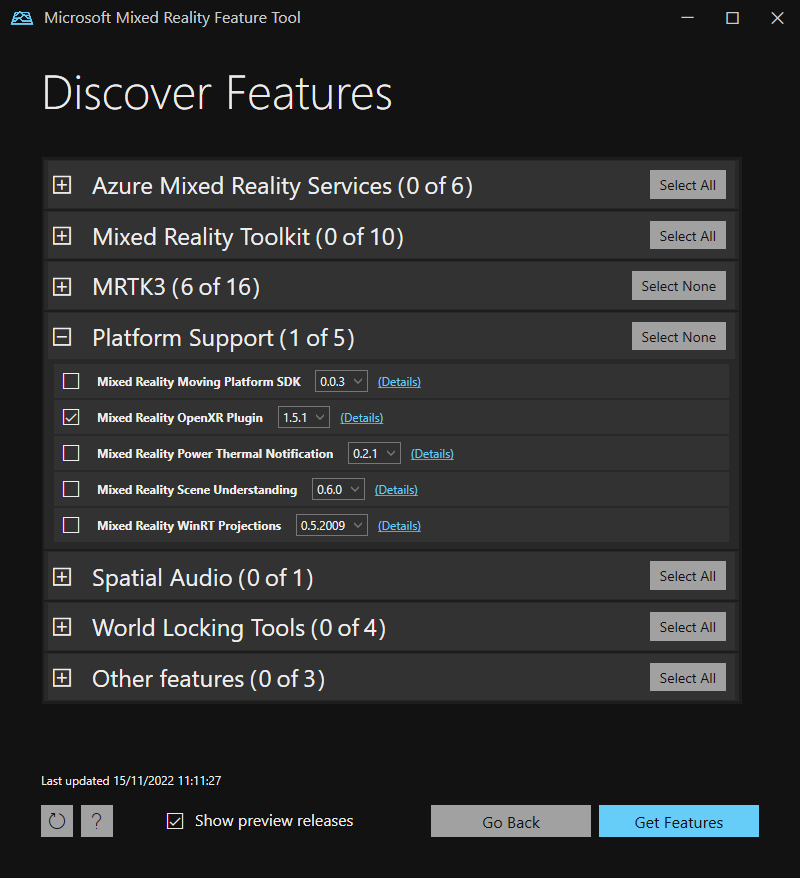 Microsoft Mixed Reality Feature Tool
Discover Features
Azure Mixed Reality Services (0 of 6) Select All
Mixed Reality Toolkit (0 of 10) Select All
MRTK3 (6 of 16) Select None
Platform Support (1 of 5) Select None
Mixed Reality Moving Platform SDK 0.0.3 (Details)
Mixed Reality OpenXR Plugin 1.5.1 (Details)
Mixed Reality Power Thermal Notification 0.2.1 (Details)
Mixed Reality Scene Understanding 0.6.0 (Details)
Mixed Reality WinRT Projections 0.5.2009 (Details)
Spatial Audio (0 of 1) Select All
World Locking Tools (0 of 4) Select All
Other features (0 of 3) Select All
Last updated 15/11/2022 11:11:27
? Show preview releases Go Back Get Features